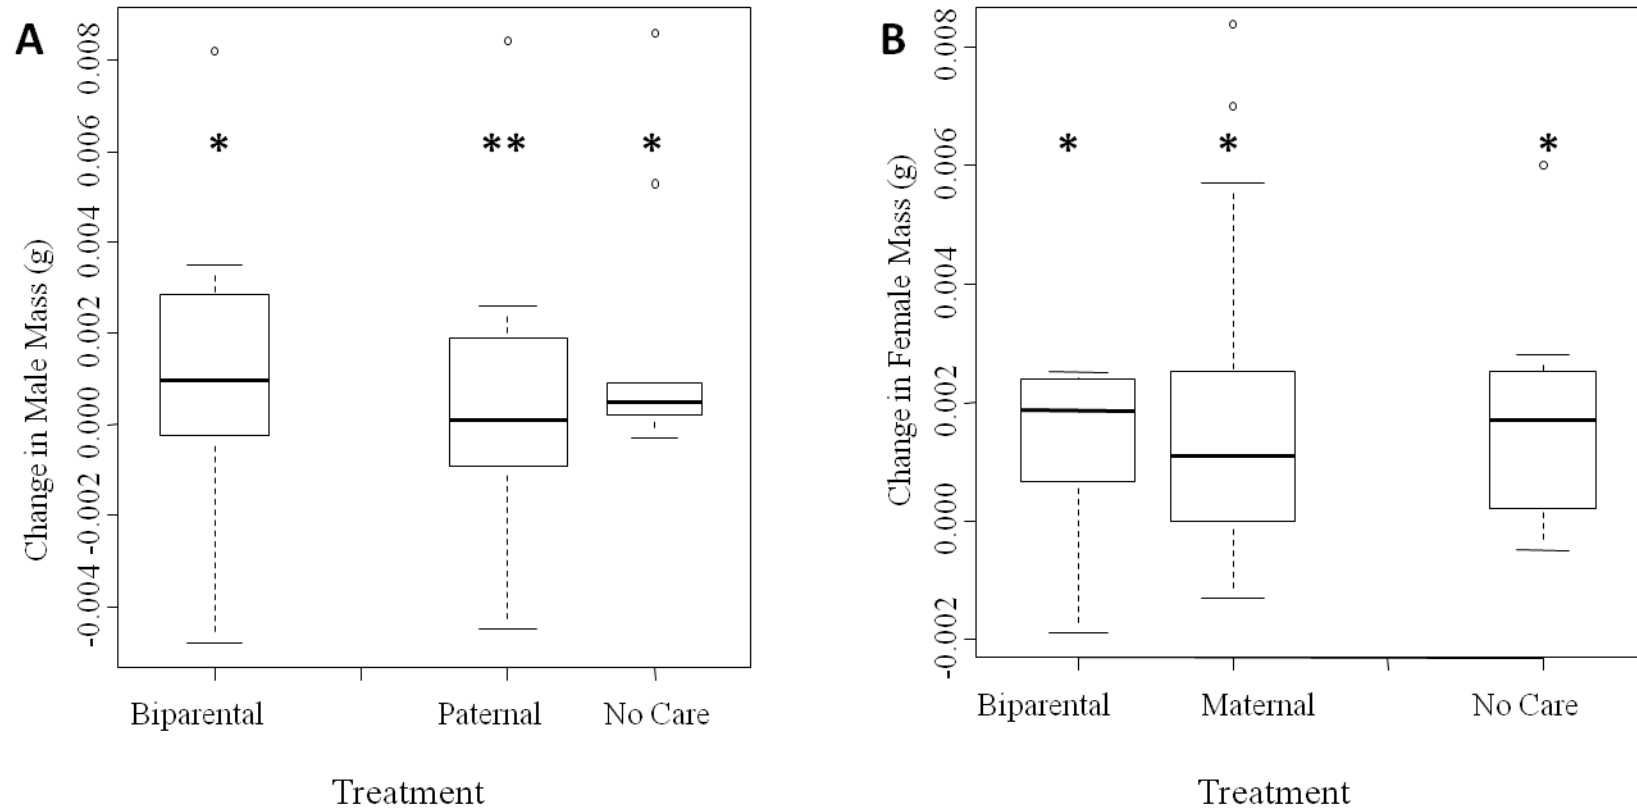 A
Change in Male Mass (g)
0.008
0.006
0.004
0.002
0.000
-0.002
-0.004
* ** *
Biparental Paternal No Care
Treatment
B
Change in Female Mass (g)
0.008
0.006
0.004
0.002
0.000
-0.002
* * *
Biparental Maternal No Care
Treatment